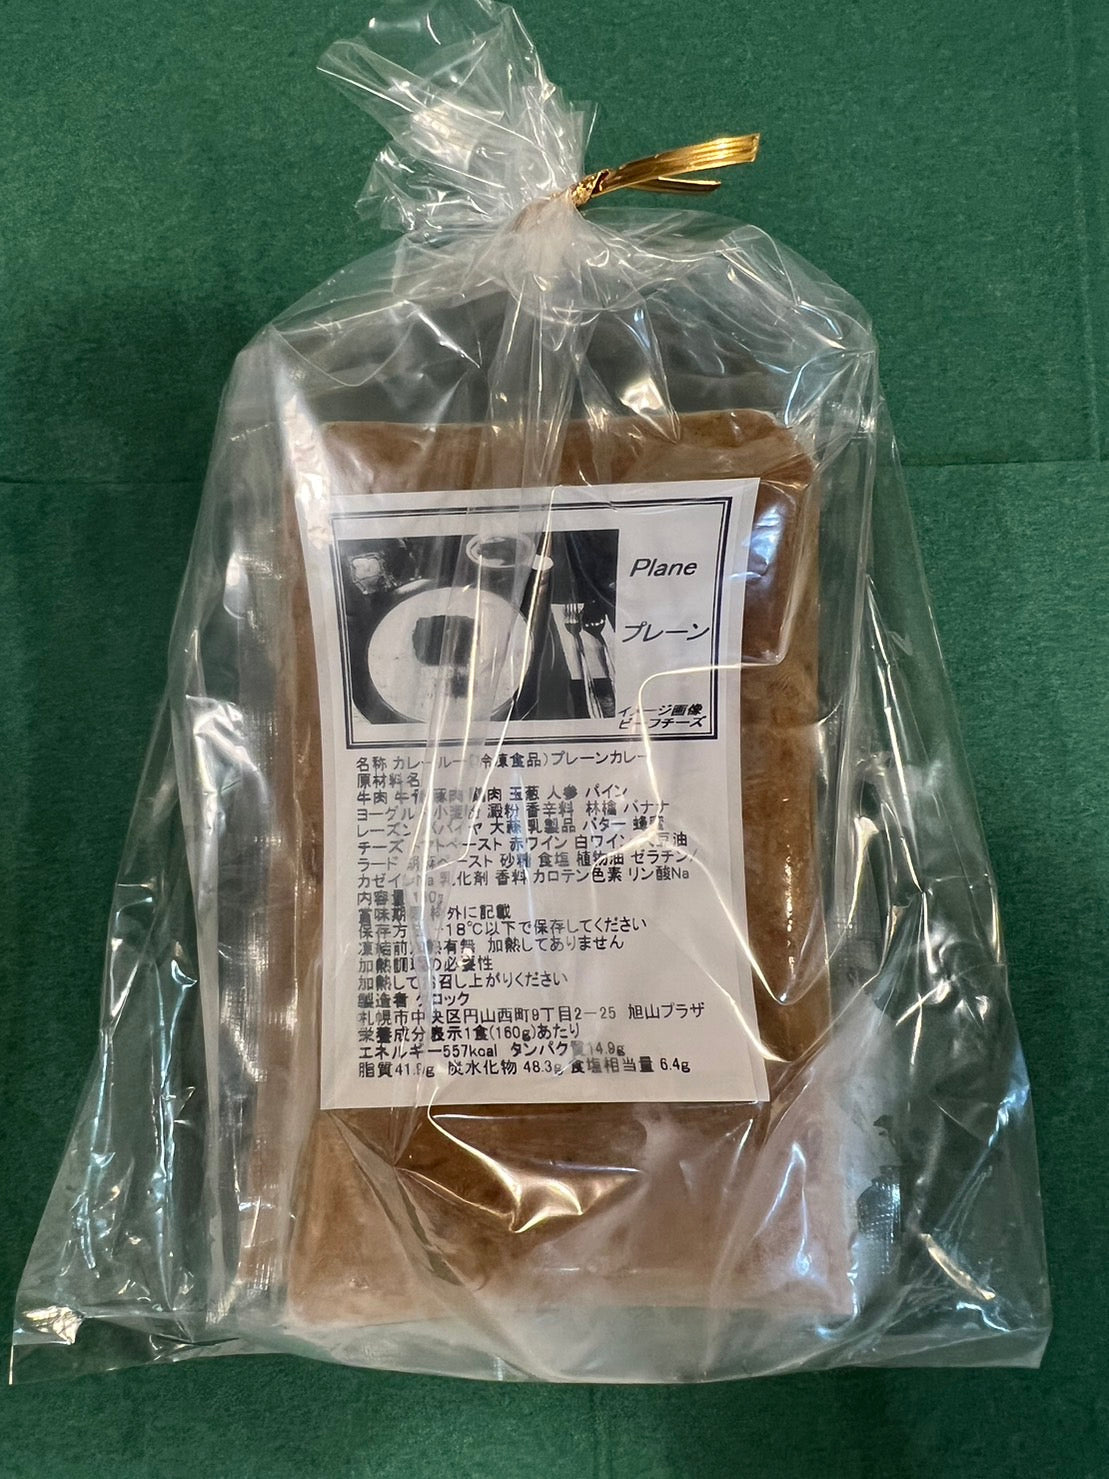 Plane
プレーン
イメージ画像
ビーフチーズ
名称 カレールー(冷凍食品)プレーンカレー
原材料名
牛肉 豚肉 鶏肉 玉葱 人参 パイン
ヨーグルト 小麦粉 澱粉 香辛料 林檎 バナナ
レーズン パパイヤ 大蒜 乳製品 バター 蜂蜜
チーズ トマトペースト 赤ワイン 白ワイン 大豆油
ラード 胡麻ペースト 砂糖 食塩 植物油 ゼラチン/
カゼインNa 乳化剤 香料 カロテン色素 リン酸Na
内容量
賞味期限 枠外に記載
保存方法 -18℃以下で保存してください
凍結前加熱有無 加熱してありません
加熱調理の必要性
加熱してお召し上がりください
製造者 クロック
札幌市中央区円山西町9丁目2-25 旭山プラザ
栄養成分表示1食(160g)あたり
エネルギー557kcal タンパク質14.9g
脂質41.9g 炭水化物 48.3g 食塩相当量 6.4g